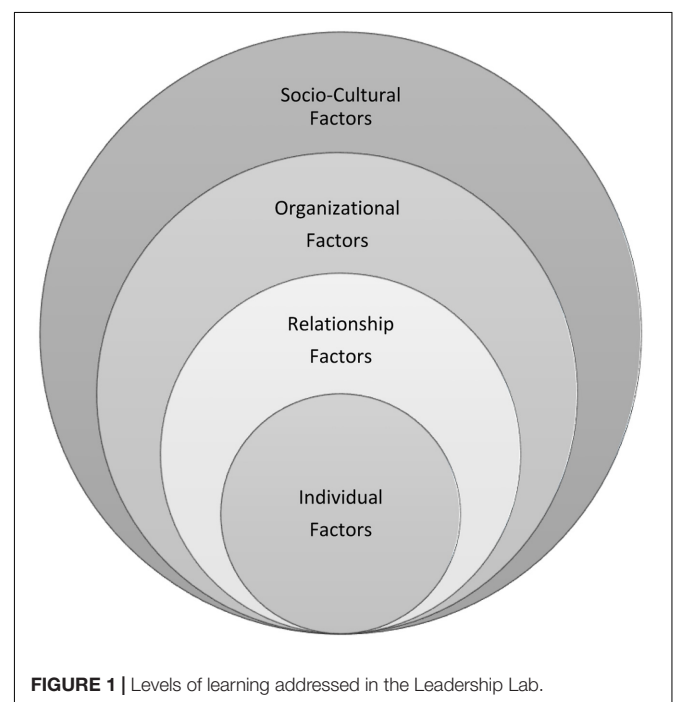 Socio-Cultural
Factors
Organizational
Factors
Relationship
Factors
Individual
Factors
FIGURE 1 | Levels of learning addressed in the Leadership Lab.